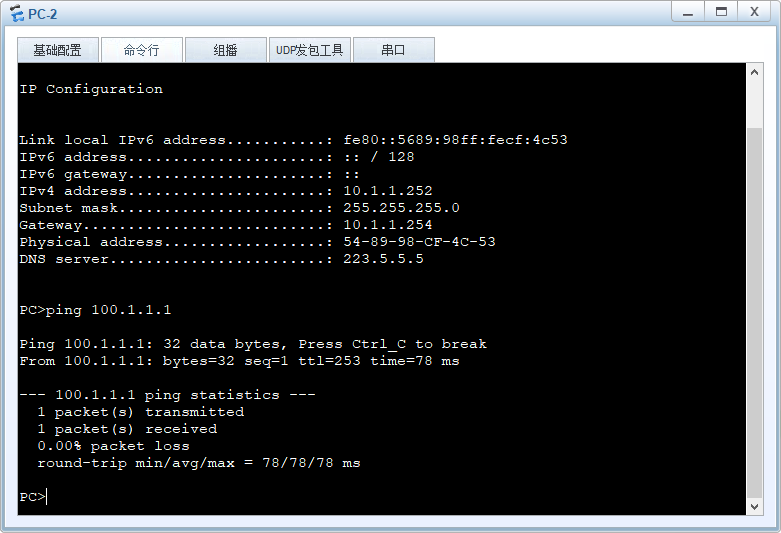 PC-2
基础配置 命令行 组播 UDP发包工具 串口
IP Configuration
Link local IPv6 address...........: fe80::5689:98ff:fecf:4c53
IPv6 address......................: :: / 128
IPv6 gateway......................: ::
IPv4 address......................: 10.1.1.252
Subnet mask.......................: 255.255.255.0
Gateway...........................: 10.1.1.254
Physical address..................: 54-89-98-CF-4C-53
DNS server........................: 223.5.5.5
PC>ping 100.1.1.1
Ping 100.1.1.1: 32 data bytes, Press Ctrl_C to break
From 100.1.1.1: bytes=32 seq=1 ttl=253 time=78 ms
--- 100.1.1.1 ping statistics ---
1 packet(s) transmitted
1 packet(s) received
0.00% packet loss
round-trip min/avg/max = 78/78/78 ms
PC>